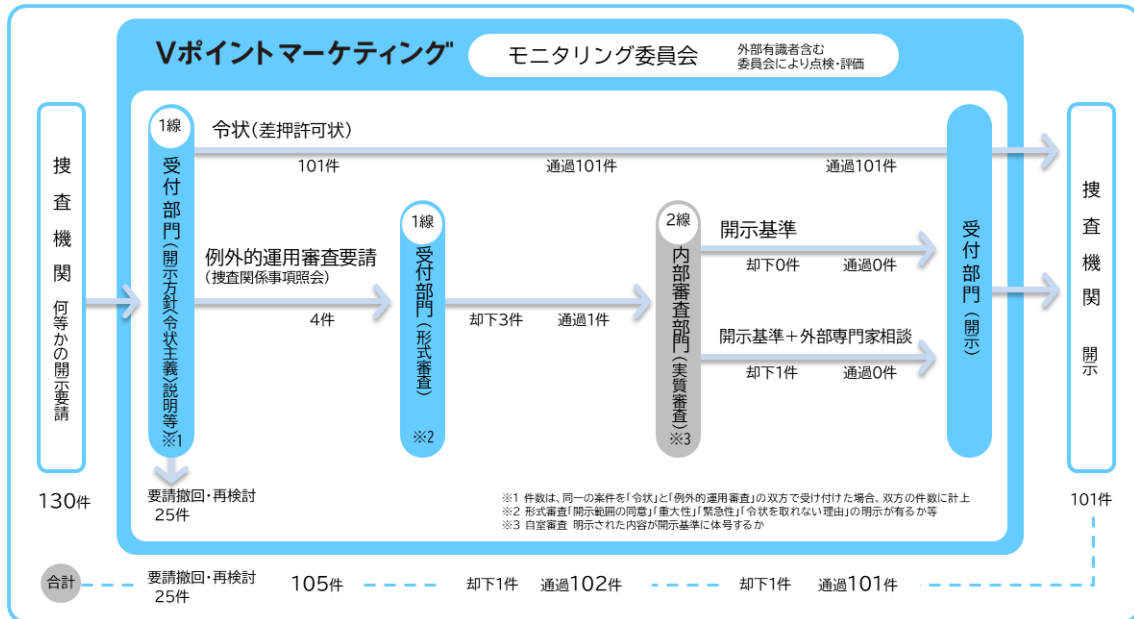 Vポイントマーケティング
モニタリング委員会
外部有識者含む
委員会により点検・評価
捜査機関 何等かの開示要請
130件
1線
受付部門(開示方針〈令状主義〉説明等)※1
令状(差押許可状)
101件
通過101件
通過101件
例外的運用審査要請
(捜査関係事項照会)
4件
1線
受付部門(形式審査)
※2
却下3件
通過1件
2線
内部審査部門(実質審査)
※3
開示基準
却下0件
通過0件
開示基準+外部専門家相談
却下1件
通過0件
受付部門(開示)
捜査機関 開示
101件
要請撤回・再検討
25件
※1 件数は、同一の案件を「令状」と「例外的運用審査」の双方で受け付けた場合、双方の件数に計上
※2 形式審査「開示範囲の同意」「重大性」「緊急性」「令状を取れない理由」の明示が有るか等
※3 自室審査 明示された内容が開示基準に体号するか
合計
要請撤回・再検討
25件
105件
却下1件
通過102件
却下1件
通過101件